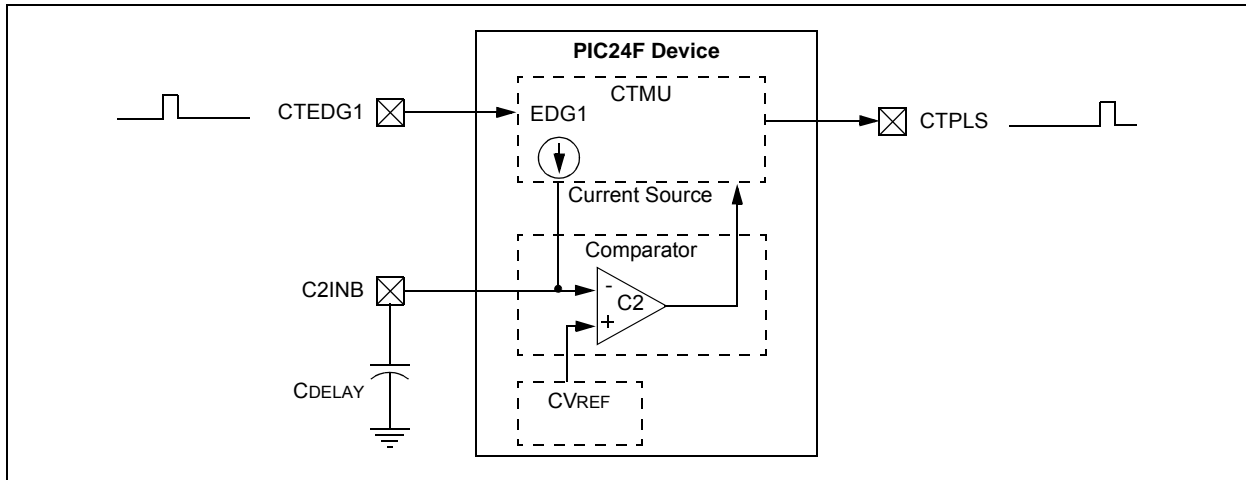 PIC24F Device
CTMU
CTEDG1
EDG1
CTPLS
Current Source
Comparator
C2INB
-
C2
+
CDELAY
CVREF